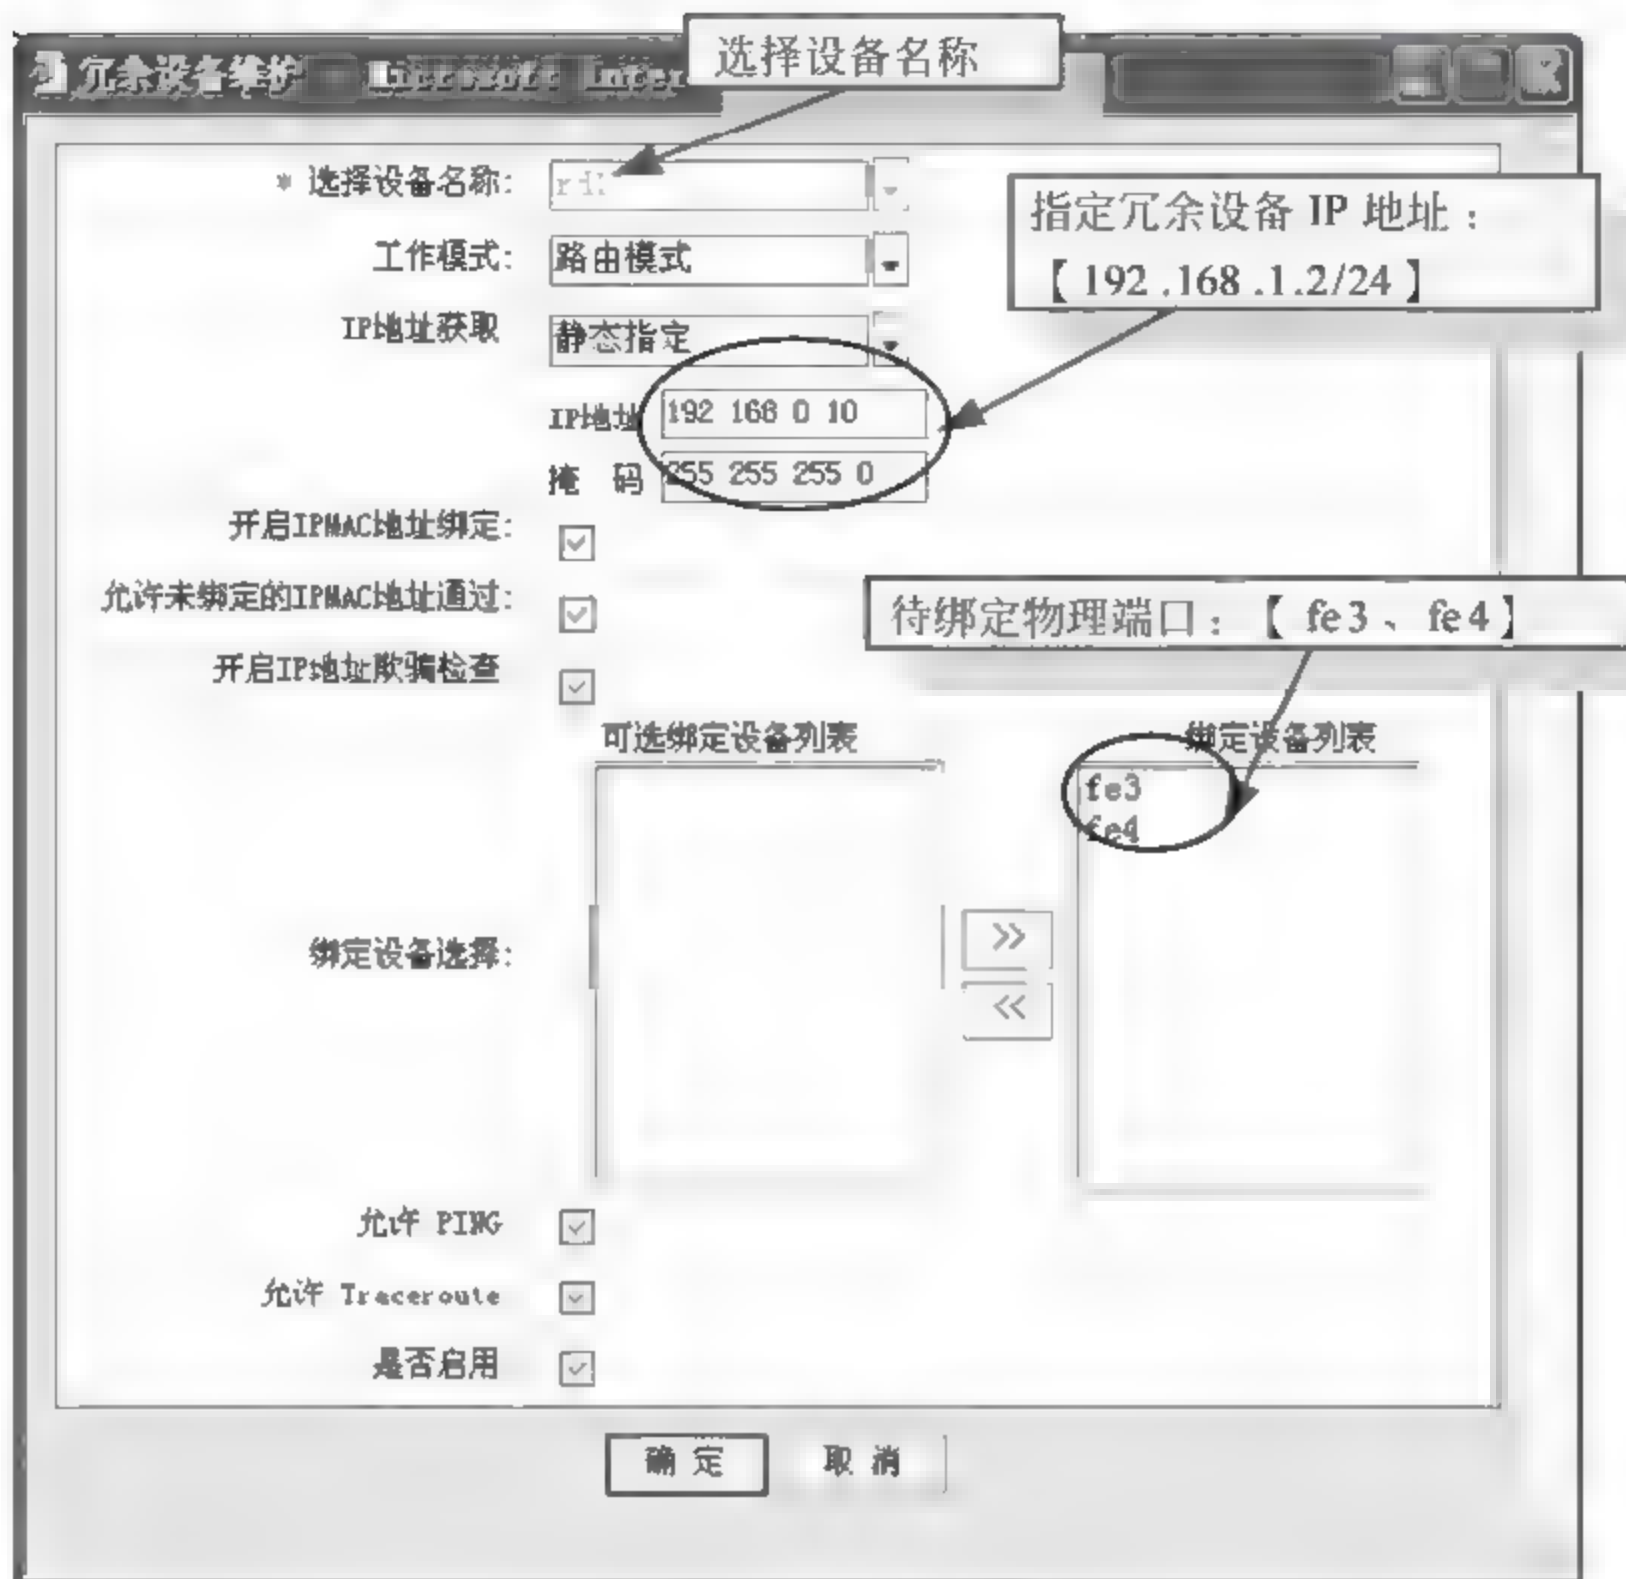 选择设备名称
冗余设备维护 Microsoft Inter
* 选择设备名称:
指定冗余设备 IP 地址：
【 192 .168 .1.2/24 】
工作模式: 路由模式
IP地址获取 静态指定
IP地址 192 168 0 10
掩 码 255 255 255 0
开启IPMAC地址绑定:
允许未绑定的IPMAC地址通过:
待绑定物理端口：【 fe3 、 fe4】
开启IP地址欺骗检查
可选绑定设备列表 绑定设备列表
fe3
fe4
绑定设备选择: >>
<<
允许 PING
允许 Traceroute
是否启用
确 定 取 消